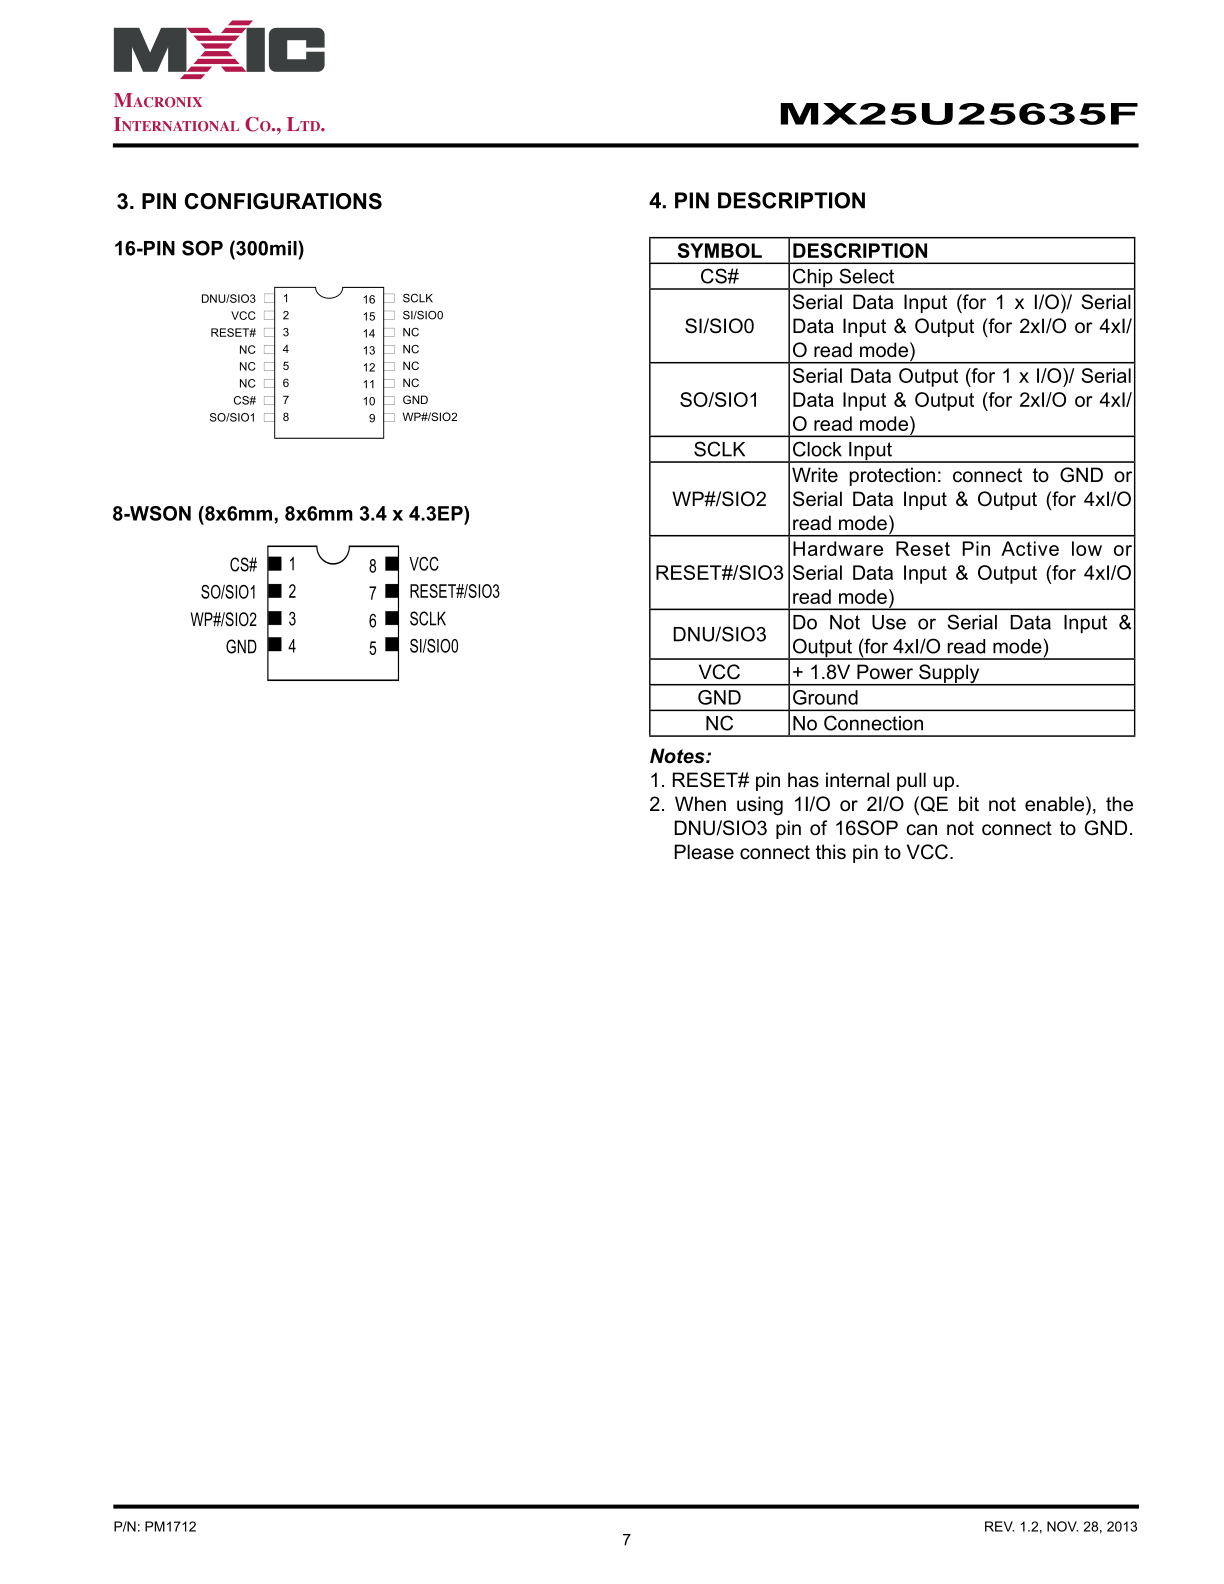 MXIC
MACRONIX
INTERNATIONAL CO., LTD.
MX25U25635F
3. PIN CONFIGURATIONS
16-PIN SOP (300mil)
DNU/SIO3 1 16 SCLK
VCC 2 15 SI/SIO0
RESET# 3 14 NC
NC 4 13 NC
NC 5 12 NC
NC 6 11 NC
CS# 7 10 GND
SO/SIO1 8 9 WP#/SIO2
8-WSON (8x6mm, 8x6mm 3.4 x 4.3EP)
CS# 1 8 VCC
SO/SIO1 2 7 RESET#/SIO3
WP#/SIO2 3 6 SCLK
GND 4 5 SI/SIO0
4. PIN DESCRIPTION
SYMBOL DESCRIPTION
CS# Chip Select
SI/SIO0
Serial Data Input (for 1 x I/O)/ Serial
Data Input & Output (for 2xI/O or 4xI/
O read mode)
SO/SIO1
Serial Data Output (for 1 x I/O)/ Serial
Data Input & Output (for 2xI/O or 4xI/
O read mode)
SCLK Clock Input
WP#/SIO2
Write protection: connect to GND or
Serial Data Input & Output (for 4xI/O
read mode)
RESET#/SIO3
Hardware Reset Pin Active low or
Serial Data Input & Output (for 4xI/O
read mode)
DNU/SIO3
Do Not Use or Serial Data Input &
Output (for 4xI/O read mode)
VCC + 1.8V Power Supply
GND Ground
NC No Connection
Notes:
1. RESET# pin has internal pull up.
2. When using 1I/O or 2I/O (QE bit not enable), the
DNU/SIO3 pin of 16SOP can not connect to GND.
Please connect this pin to VCC.
P/N: PM1712
7
REV. 1.2, NOV. 28, 2013